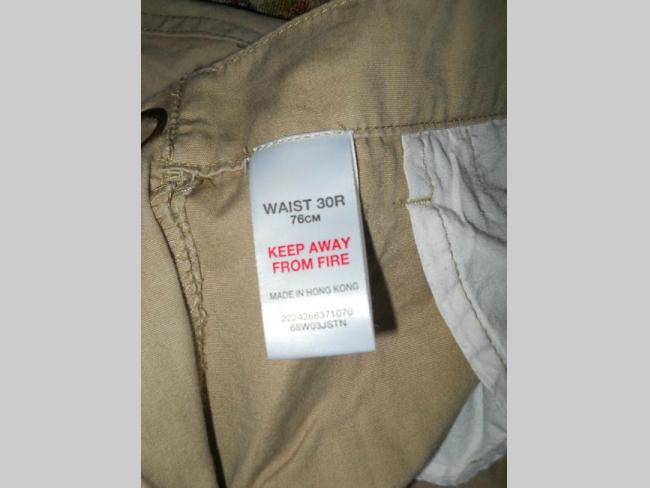 WAIST 30R
76CM
KEEP AWAY
FROM FIRE
MADE IN HONG KONG
2224268371070
68W03JSTN